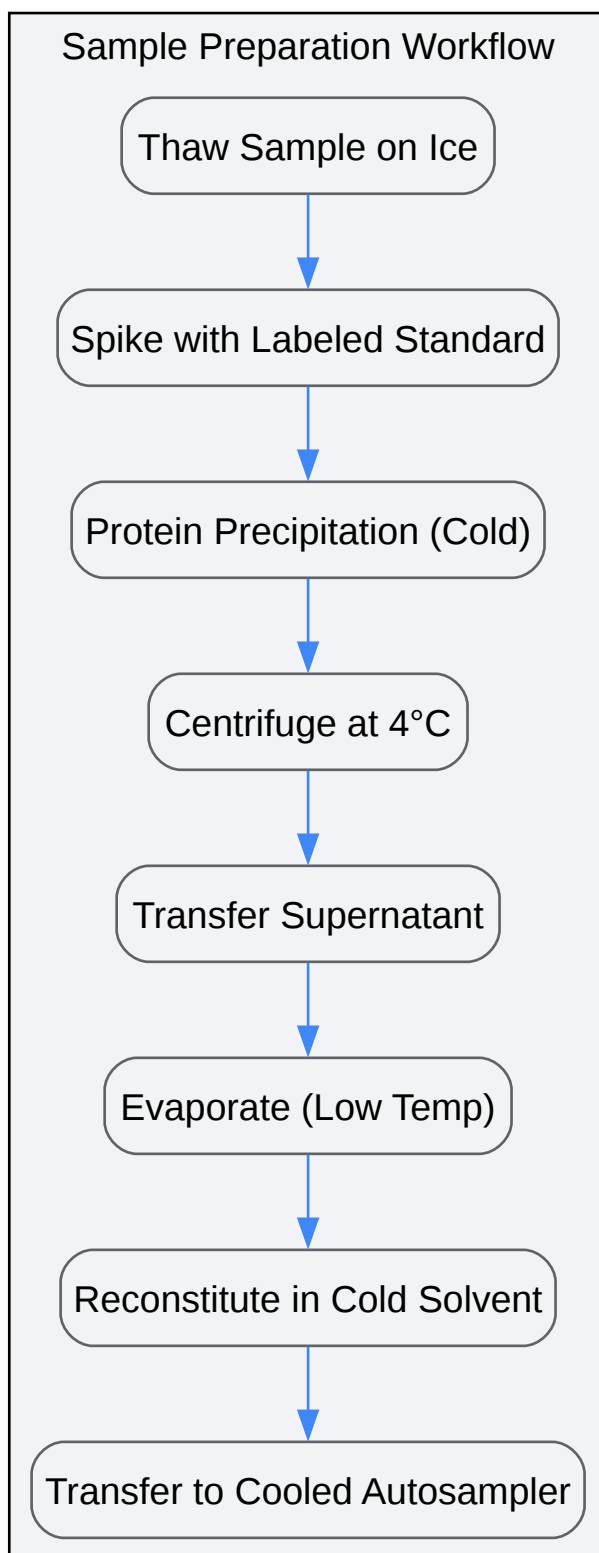 Sample Preparation Workflow
Thaw Sample on Ice
Spike with Labeled Standard
Protein Precipitation (Cold)
Centrifuge at 4°C
Transfer Supernatant
Evaporate (Low Temp)
Reconstitute in Cold Solvent
Transfer to Cooled Autosampler